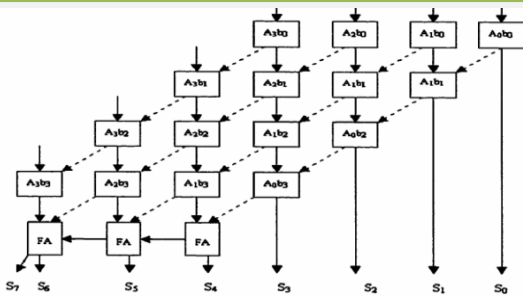 A₃b₀ A₂b₀ A₁b₀ A₀b₀
A₃b₁ A₂b₁ A₁b₁ A₁b₁
A₃b₂ A₂b₂ A₁b₂ A₀b₂
A₃b₃ A₂b₃ A₁b₃ A₀b₃
FA FA FA
S₇ S₆ S₅ S₄ S₃ S₂ S₁ S₀